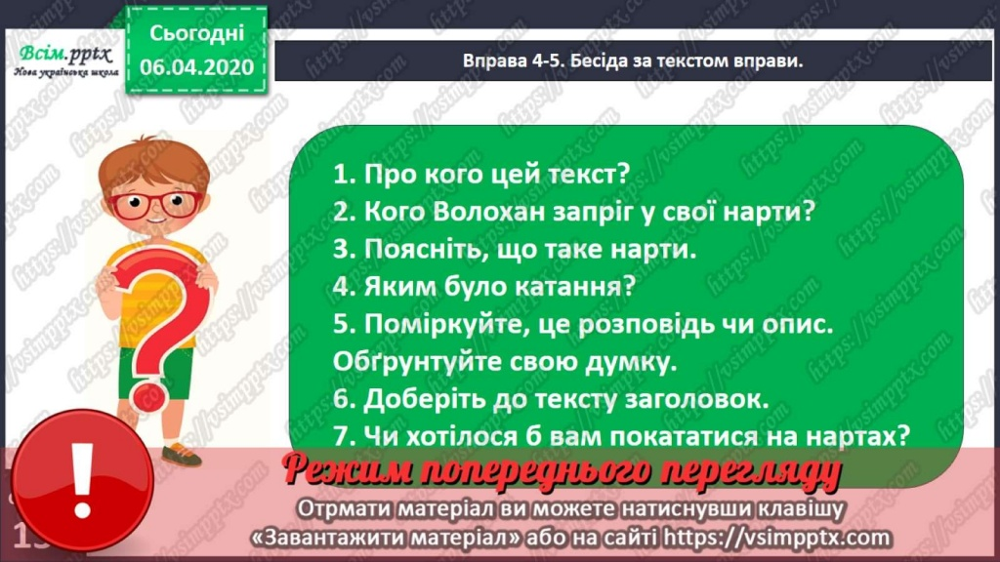 Всім.pptx
Нова українська школа
Сьогодні
06.04.2020
Вправа 4-5. Бесіда за текстом вправи.
1. Про кого цей текст?
2. Кого Волохан запріг у свої нарти?
3. Поясніть, що таке нарти.
4. Яким було катання?
5. Поміркуйте, це розповідь чи опис.
Обґрунтуйте свою думку.
6. Доберіть до тексту заголовок.
7. Чи хотілося б вам покататися на нартах?
Режим попереднього перегляду
Отрмати матеріал ви можете натиснувши клавішу
«Завантажити матеріал» або на сайті https://vsimpptx.com